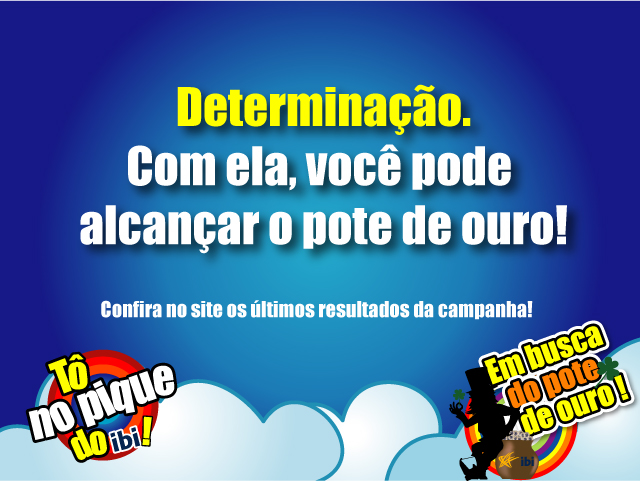 Determinação.
Com ela, você pode
alcançar o pote de ouro!
Confira no site os últimos resultados da campanha!
Tô
no pique
do ibi!
Em busca
do pote
de ouro!
ibi